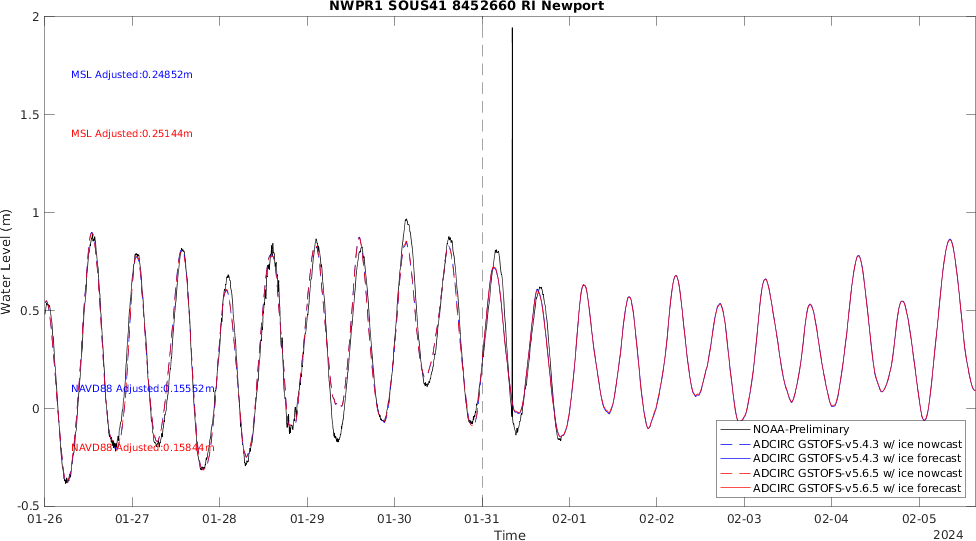 NWPR1 SOUS41 8452660 RI Newport
2
1.5
1
0.5
0
-0.5
Water Level (m)
MSL Adjusted:0.24852m
MSL Adjusted:0.25144m
NAVD88 Adjusted:0.15552m
NAVD88 Adjusted:0.15844m
NOAA-Preliminary
ADCIRC GSTOFS-v5.4.3 w/ ice nowcast
ADCIRC GSTOFS-v5.4.3 w/ ice forecast
ADCIRC GSTOFS-v5.6.5 w/ ice nowcast
ADCIRC GSTOFS-v5.6.5 w/ ice forecast
01-26 01-27 01-28 01-29 01-30 01-31 02-01 02-02 02-03 02-04 02-05
Time
2024